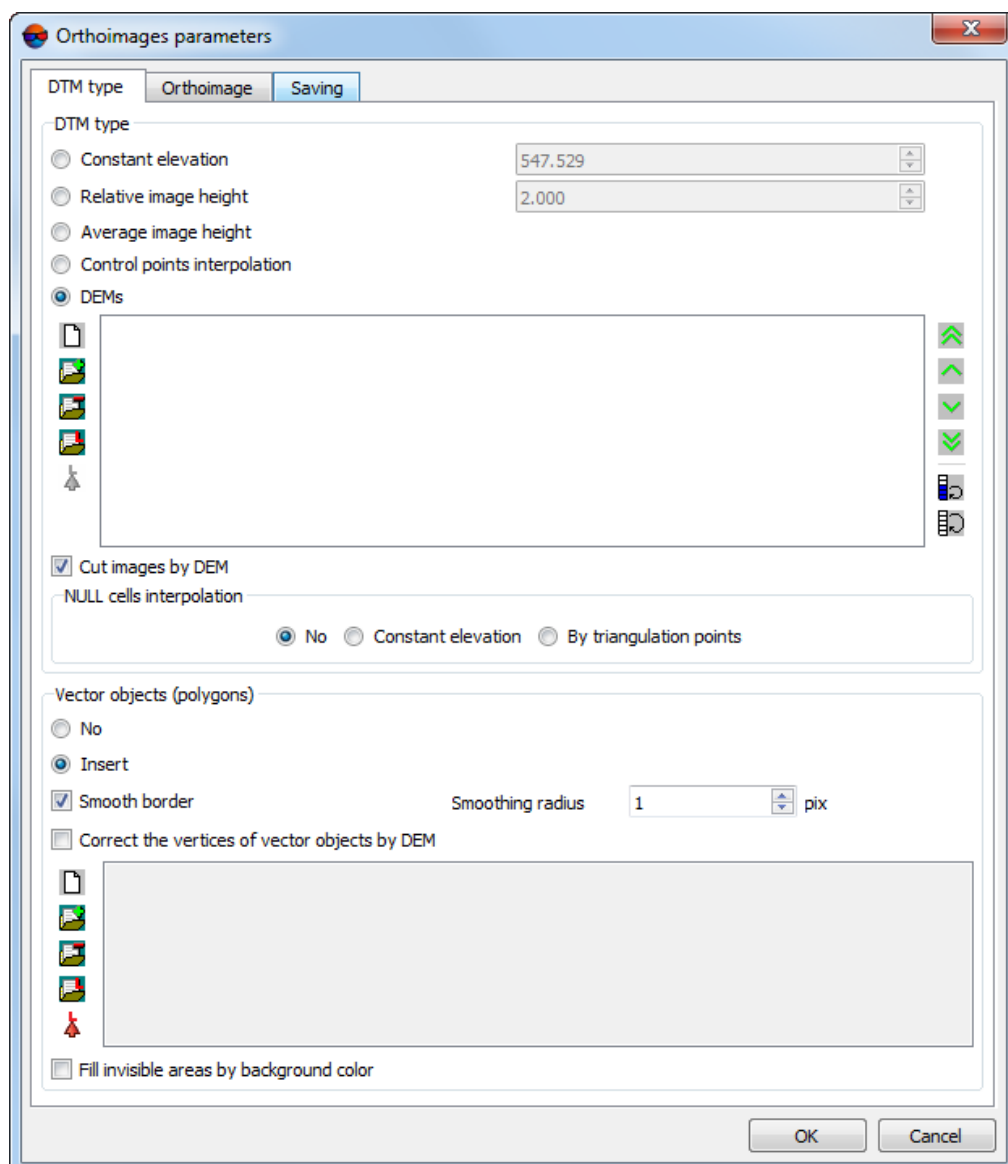 Orthoimages parameters
DTM type Orthoimage Saving
DTM type
Constant elevation 547.529
Relative image height 2.000
Average image height
Control points interpolation
DEMs
Cut images by DEM
NULL cells interpolation
No Constant elevation By triangulation points
Vector objects (polygons)
No
Insert
Smooth border Smoothing radius 1 pix
Correct the vertices of vector objects by DEM
Fill invisible areas by background color
OK Cancel